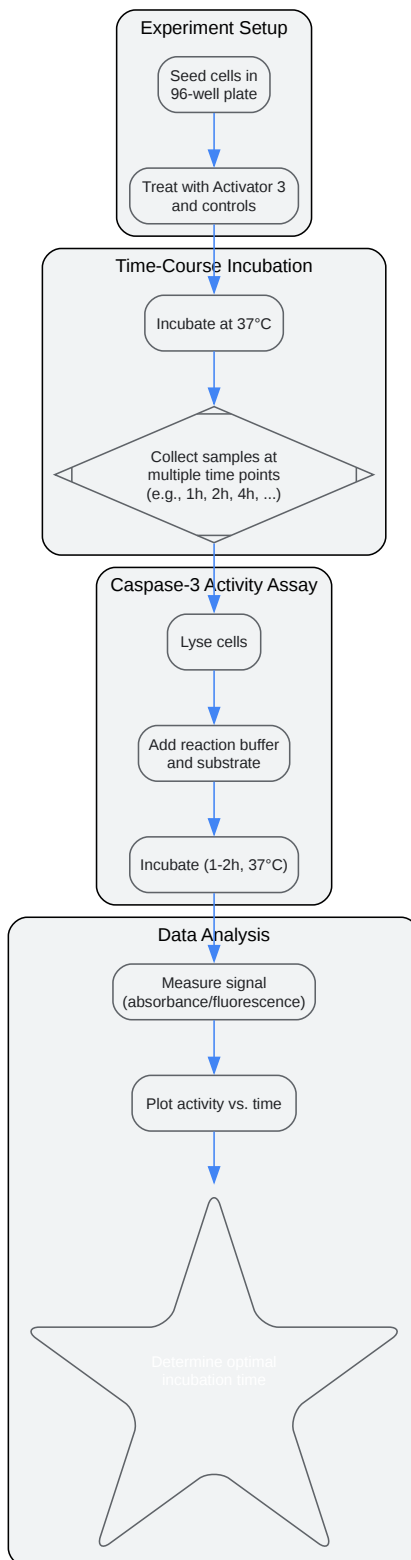 Experiment Setup
Seed cells in
96-well plate
Treat with Activator 3
and controls
Time-Course Incubation
Incubate at 37°C
Collect samples at
multiple time points
(e.g., 1h, 2h, 4h, ...)
Caspase-3 Activity Assay
Lyse cells
Add reaction buffer
and substrate
Incubate (1-2h, 37°C)
Data Analysis
Measure signal
(absorbance/fluorescence)
Plot activity vs. time
Determine optimal
incubation time